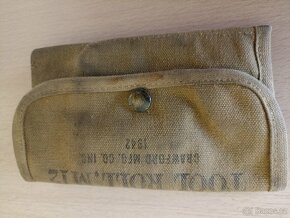 TOOL ROLL, M12
CRAWFORD MFG. CO. INC.
1942